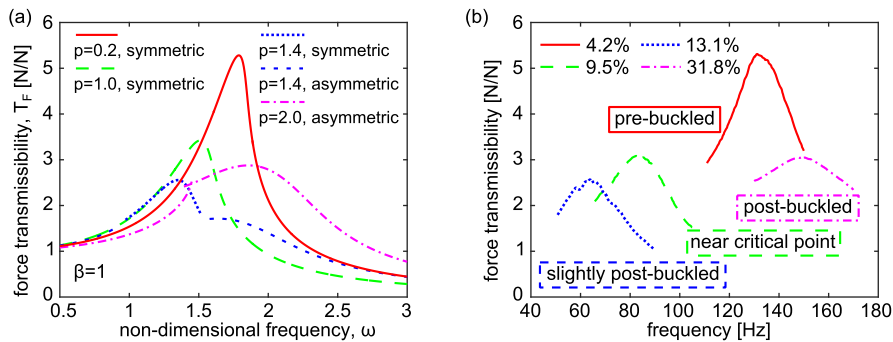 (a)
force transmissibility, T_F [N/N]
6
5
4
3
2
1
0
p=0.2, symmetric
p=1.0, symmetric
p=1.4, symmetric
p=1.4, asymmetric
p=2.0, asymmetric
β=1
0.5 1 1.5 2 2.5 3
non-dimensional frequency, ω
(b)
force transmissibility [N/N]
6
5
4
3
2
1
0
4.2%
9.5%
13.1%
31.8%
pre-buckled
post-buckled
near critical point
slightly post-buckled
40 60 80 100 120 140 160 180
frequency [Hz]